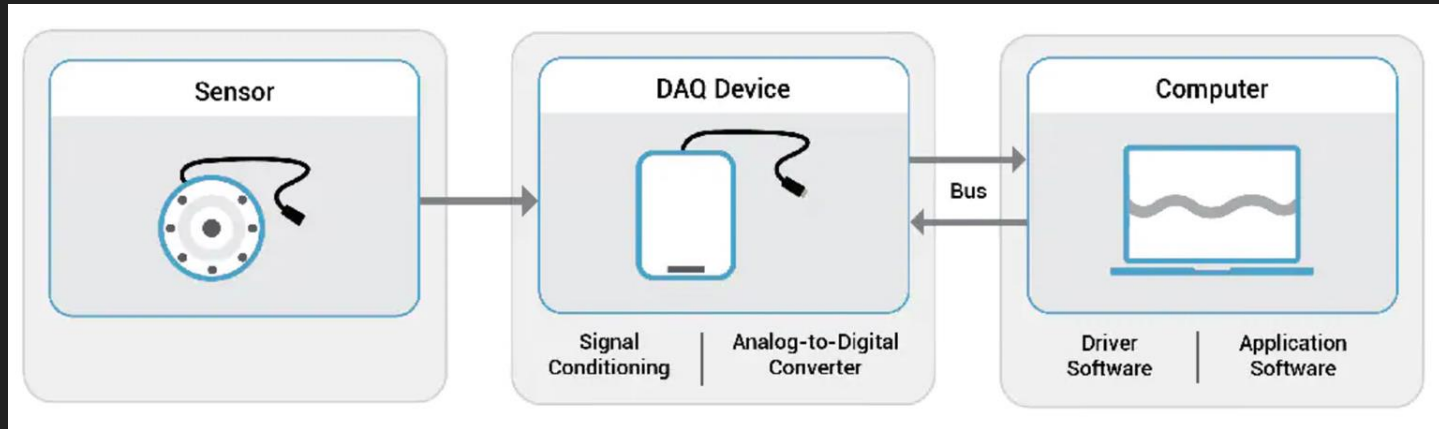 Sensor
DAQ Device
Signal
Conditioning
Analog-to-Digital
Converter
Bus
Computer
Driver
Software
Application
Software